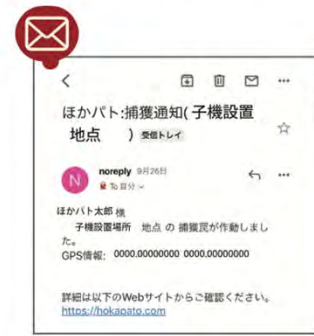 ほかパト:捕獲通知(子機設置
地点 ) 受信トレイ
N
noreply 9月26日
To 自分
ほかパト太郎 様
子機設置場所 地点 の 捕獲罠が作動しまし
た。
GPS情報: 0000.00000000 0000.00000000
詳細は以下のWebサイトからご確認ください。
https://hokapato.com